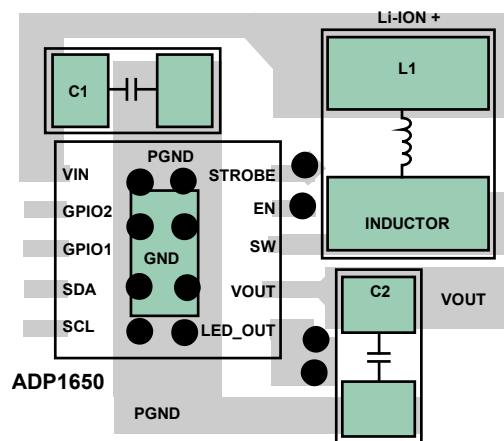 Li-ION +
C1
L1
PGND
VIN
STROBE
GPIO2
EN
GPIO1
SW
INDUCTOR
GND
SDA
VOUT
C2
VOUT
SCL
LED_OUT
ADP1650
PGND